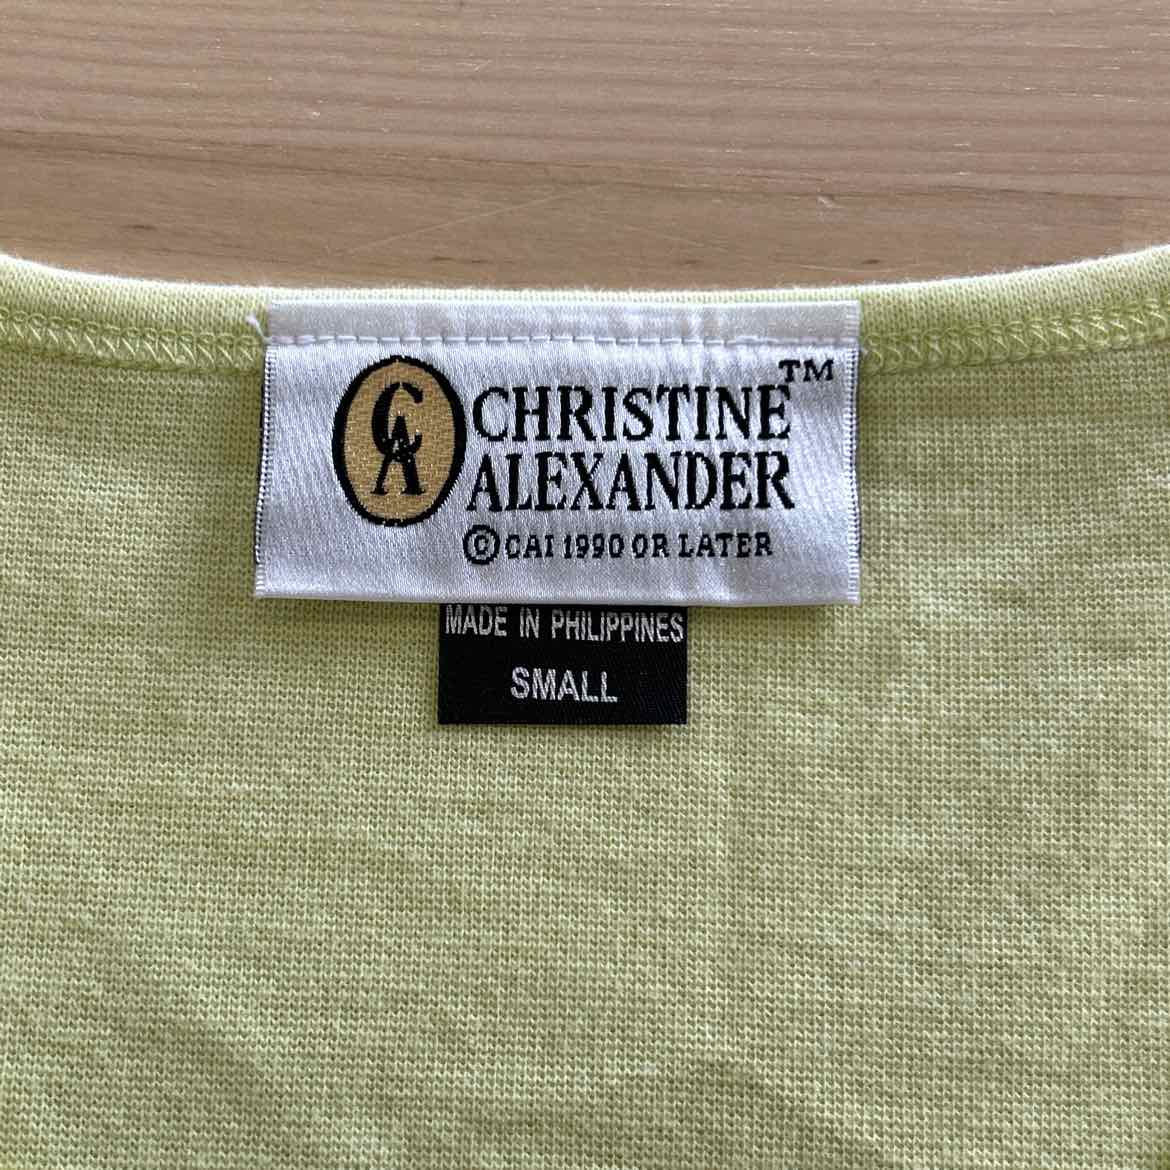 CA
CHRISTINE™
ALEXANDER
©CAI 1990 OR LATER
MADE IN PHILIPPINES
SMALL